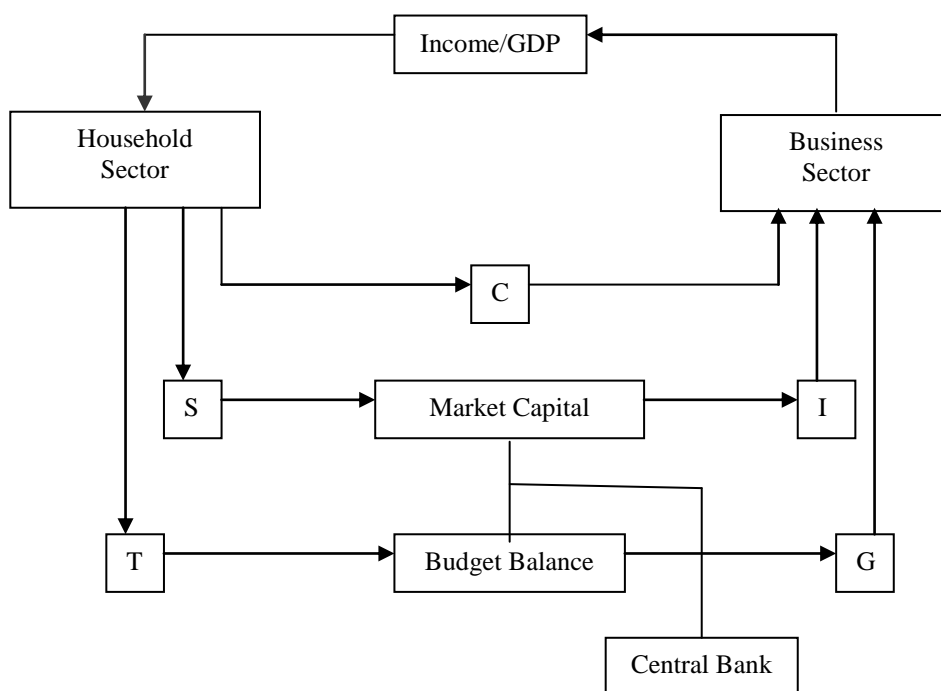 Income/GDP
Household
Sector
Business
Sector
C
S
Market Capital
I
T
Budget Balance
G
Central Bank